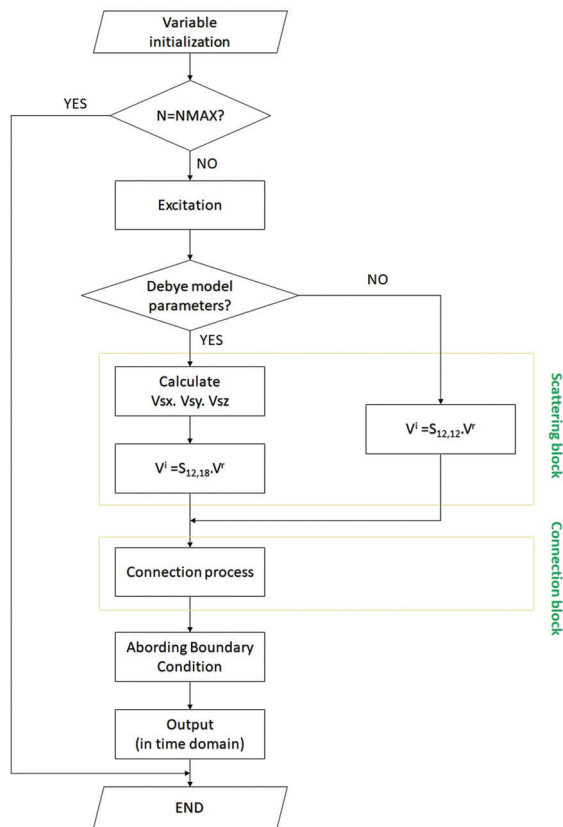 Variable
initialization
YES
N=NMAX?
NO
Excitation
Debye model
parameters?
NO
YES
Calculate
Vsx. Vsy. Vsz
Vⁱ =S₁₂,₁₈.Vʳ
Vⁱ =S₁₂,₁₂.Vʳ
Scattering block
Connection process
Connection block
Abording Boundary
Condition
Output
(in time domain)
END